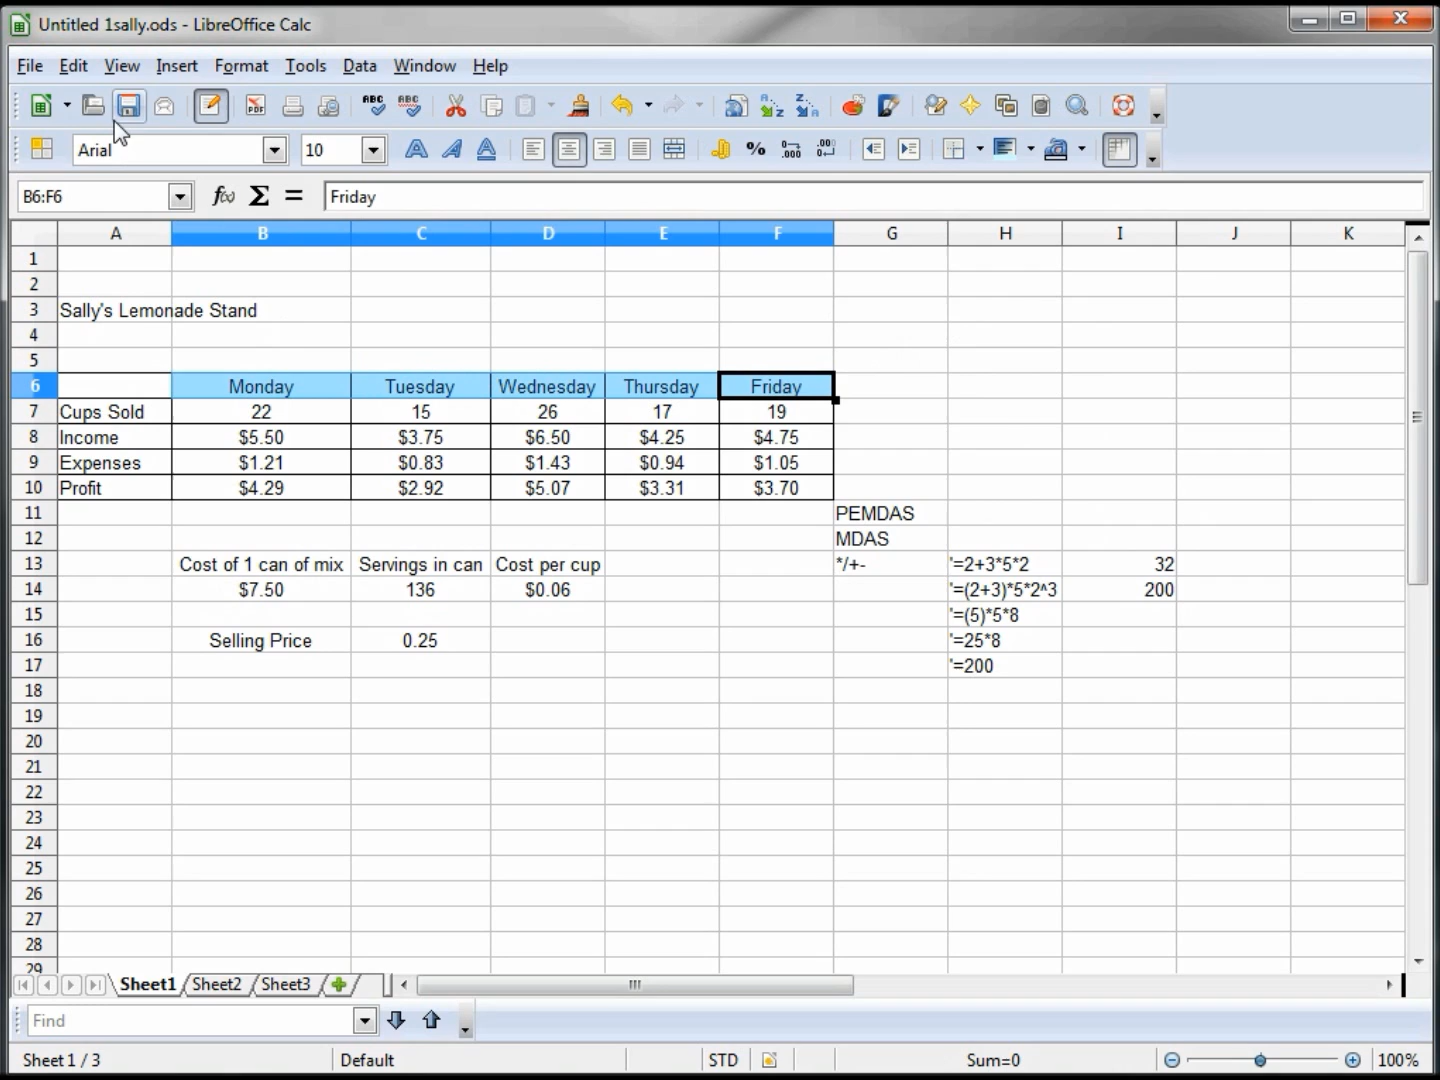 Untitled 1sally.ods - LibreOffice Calc
File Edit View Insert Format Tools Data Window Help
Arial 10
B6:F6 f(x) Σ = Friday
A B C D E F G H I J K
1
2
3 Sally's Lemonade Stand
4
5
6 Monday Tuesday Wednesday Thursday Friday
7 Cups Sold 22 15 26 17 19
8 Income $5.50 $3.75 $6.50 $4.25 $4.75
9 Expenses $1.21 $0.83 $1.43 $0.94 $1.05
10 Profit $4.29 $2.92 $5.07 $3.31 $3.70
11 PEMDAS
12 MDAS
13 Cost of 1 can of mix Servings in can Cost per cup */+- '=2+3*5*2 32
14 $7.50 136 $0.06 '=(2+3)*5*2^3 200
15 '=(5)*5*8
16 Selling Price 0.25 '=25*8
17 '=200
18
19
20
21
22
23
24
25
26
27
28
29
Sheet1 Sheet2 Sheet3
Find
Sheet 1 / 3 Default STD Sum=0 100%